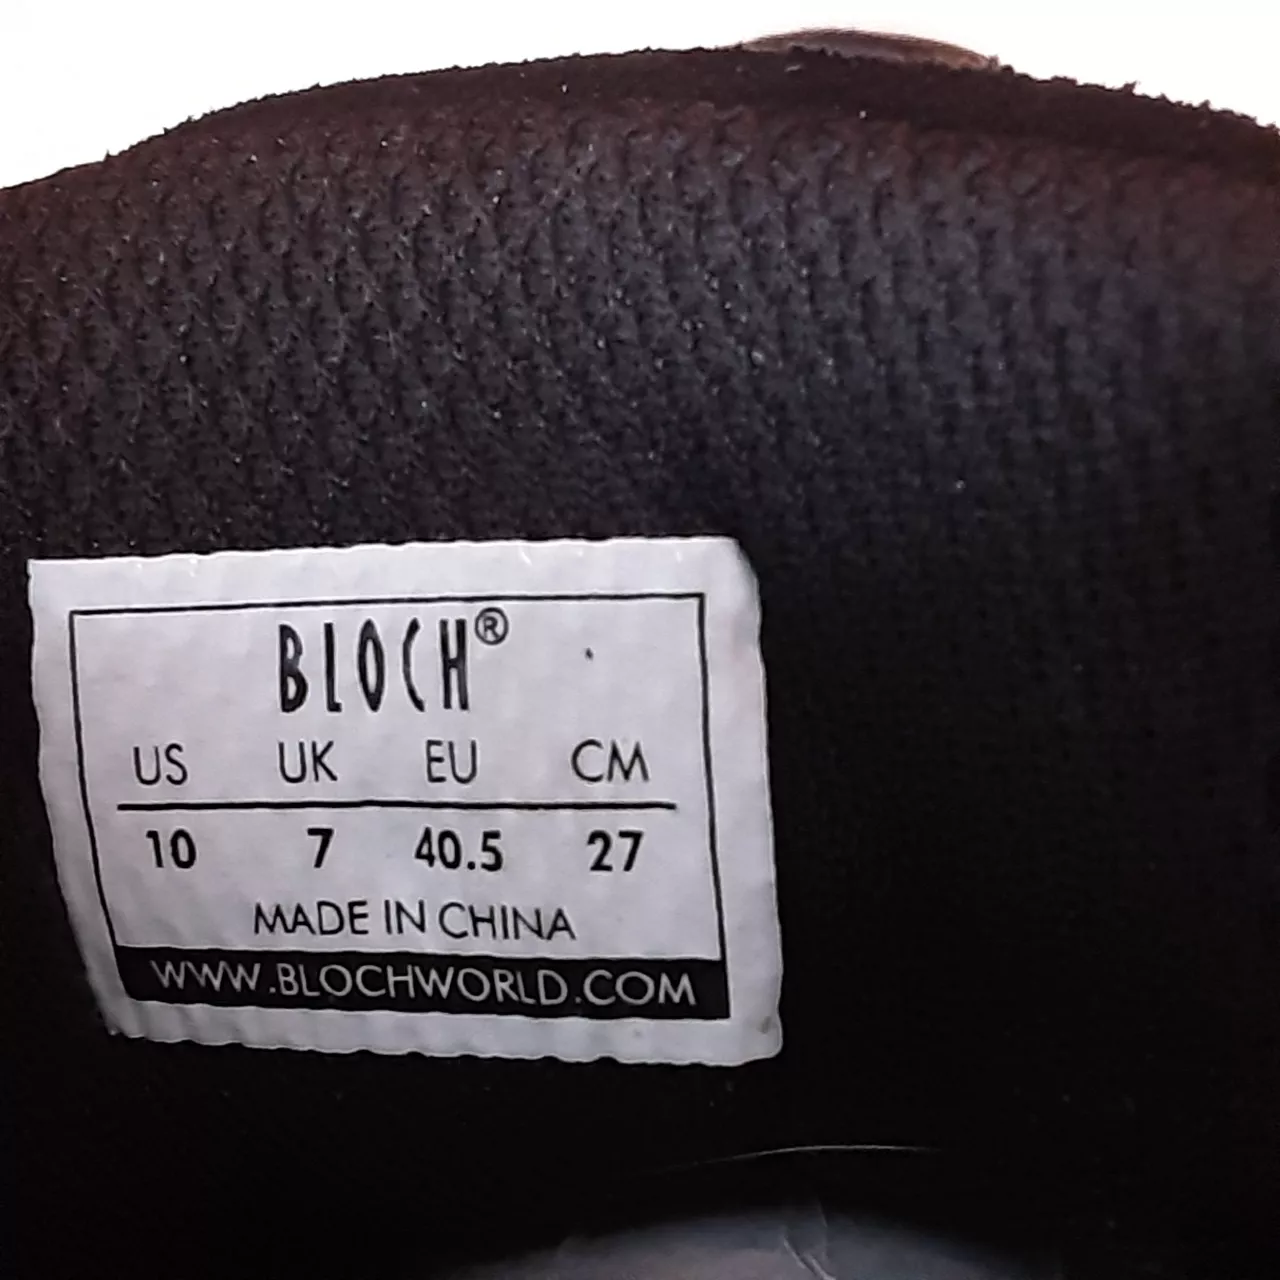 BLOCH®
US UK EU CM
10 7 40.5 27
MADE IN CHINA
WWW.BLOCHWORLD.COM